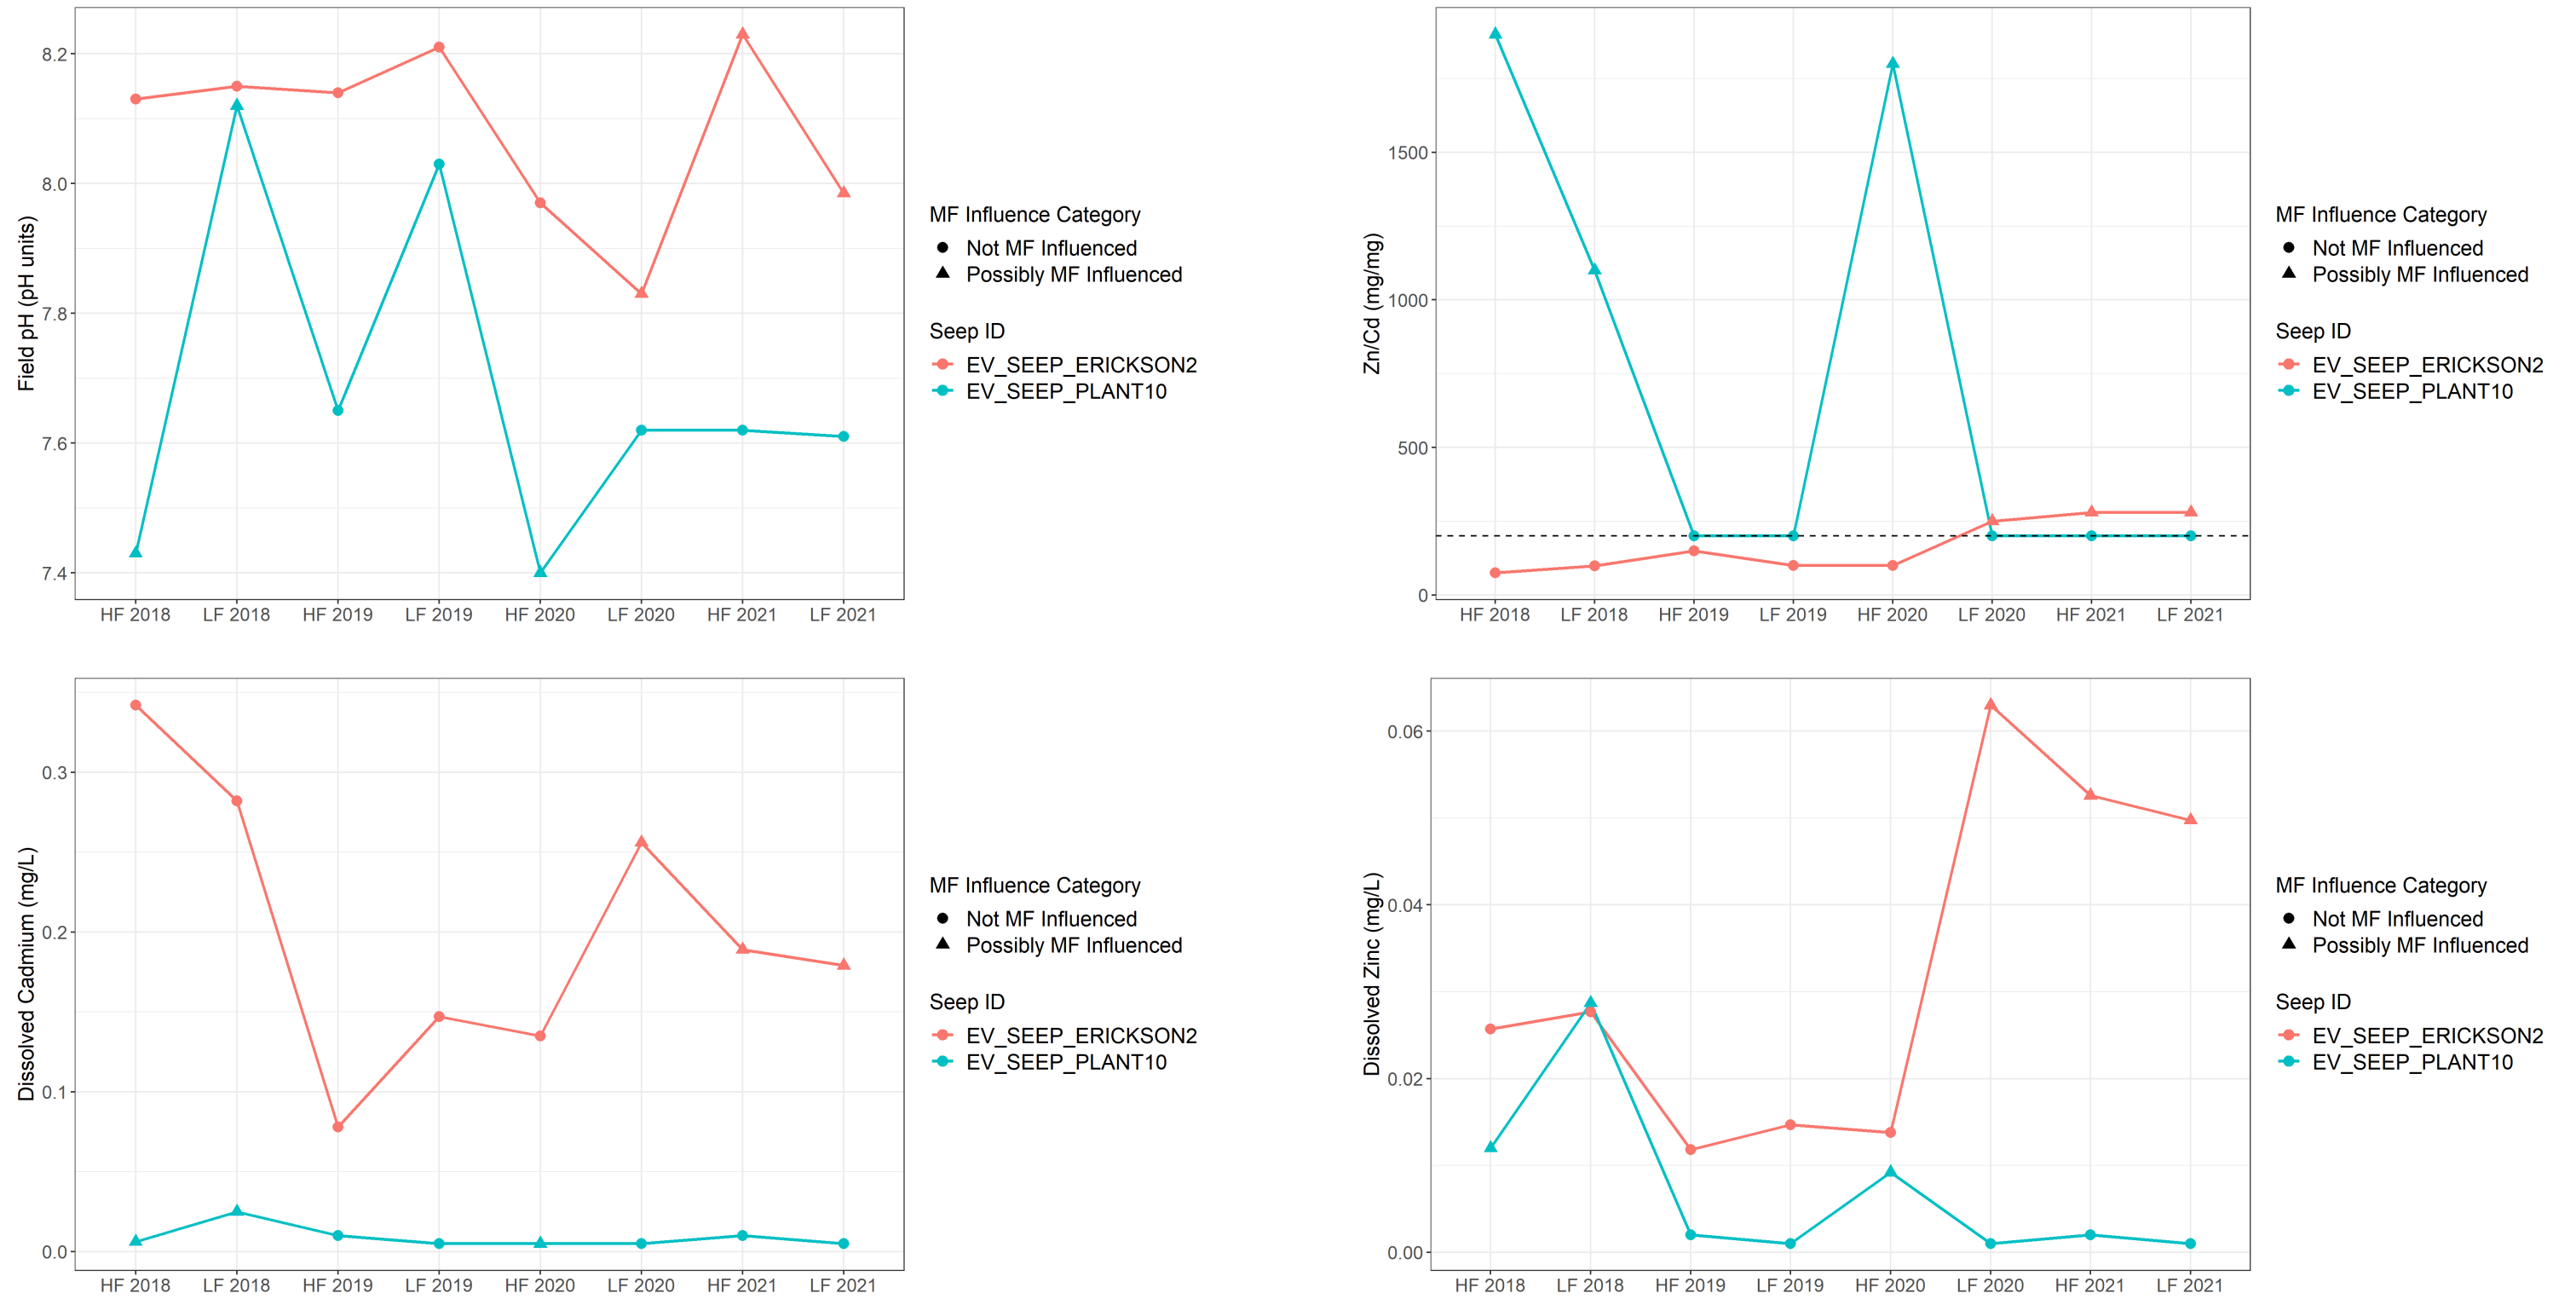 Field pH (pH units)
8.2
8.0
7.8
7.6
7.4
HF 2018 LF 2018 HF 2019 LF 2019 HF 2020 LF 2020 HF 2021 LF 2021
MF Influence Category
Not MF Influenced
Possibly MF Influenced
Seep ID
EV_SEEP_ERICKSON2
EV_SEEP_PLANT10
Zn/Cd (mg/mg)
1500
1000
500
0
HF 2018 LF 2018 HF 2019 LF 2019 HF 2020 LF 2020 HF 2021 LF 2021
MF Influence Category
Not MF Influenced
Possibly MF Influenced
Seep ID
EV_SEEP_ERICKSON2
EV_SEEP_PLANT10
Dissolved Cadmium (mg/L)
0.3
0.2
0.1
0.0
HF 2018 LF 2018 HF 2019 LF 2019 HF 2020 LF 2020 HF 2021 LF 2021
MF Influence Category
Not MF Influenced
Possibly MF Influenced
Seep ID
EV_SEEP_ERICKSON2
EV_SEEP_PLANT10
Dissolved Zinc (mg/L)
0.06
0.04
0.02
0.00
HF 2018 LF 2018 HF 2019 LF 2019 HF 2020 LF 2020 HF 2021 LF 2021
MF Influence Category
Not MF Influenced
Possibly MF Influenced
Seep ID
EV_SEEP_ERICKSON2
EV_SEEP_PLANT10